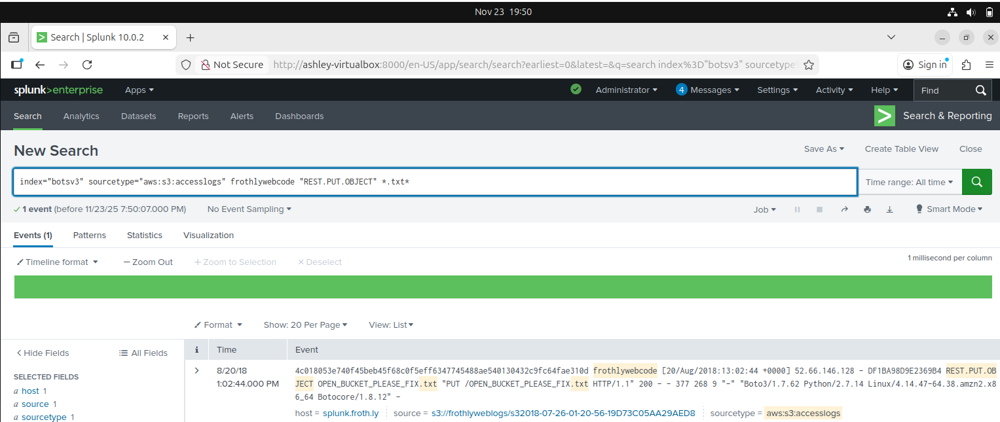 Nov 23 19:50
Search | Splunk 10.0.2
Not Secure http://ashley-virtualbox:8000/en-US/app/search/search?earliest=0&latest=&q=search index%3D"botsv3" sourcetype Sign in
splunk>enterprise Apps Administrator 4 Messages Settings Activity Help Find
Search Analytics Datasets Reports Alerts Dashboards Search & Reporting
New Search Save As Create Table View Close
index="botsv3" sourcetype="aws:s3:accesslogs" frothlywebcode "REST.PUT.OBJECT" *.txt* Time range: All time
✓ 1 event (before 11/23/25 7:50:07.000 PM) No Event Sampling Job Smart Mode
Events (1) Patterns Statistics Visualization
Timeline format — Zoom Out + Zoom to Selection × Deselect 1 millisecond per column
Format Show: 20 Per Page View: List
< Hide Fields All Fields i Time Event
SELECTED FIELDS
a host 1
a source 1
a sourcetype 1
> 8/20/18
1:02:44.000 PM
4c018053e740f45beb45f68c0f5eff6347745488ae540130432c9fc64fae310d frothlywebcode [20/Aug/2018:13:02:44 +0000] 52.66.146.128 - DF1BA98D9E2369B4 REST.PUT.OB
JECT OPEN_BUCKET_PLEASE_FIX.txt "PUT /OPEN_BUCKET_PLEASE_FIX.txt HTTP/1.1" 200 - - 377 268 9 "-" "Boto3/1.7.62 Python/2.7.14 Linux/4.14.47-64.38.amzn2.x8
6_64 Botocore/1.8.12" -
host = splunk.froth.ly source = s3://frothlyweblogs/s32018-07-26-01-20-56-19D73C05AA29AED8 sourcetype = aws:s3:accesslogs